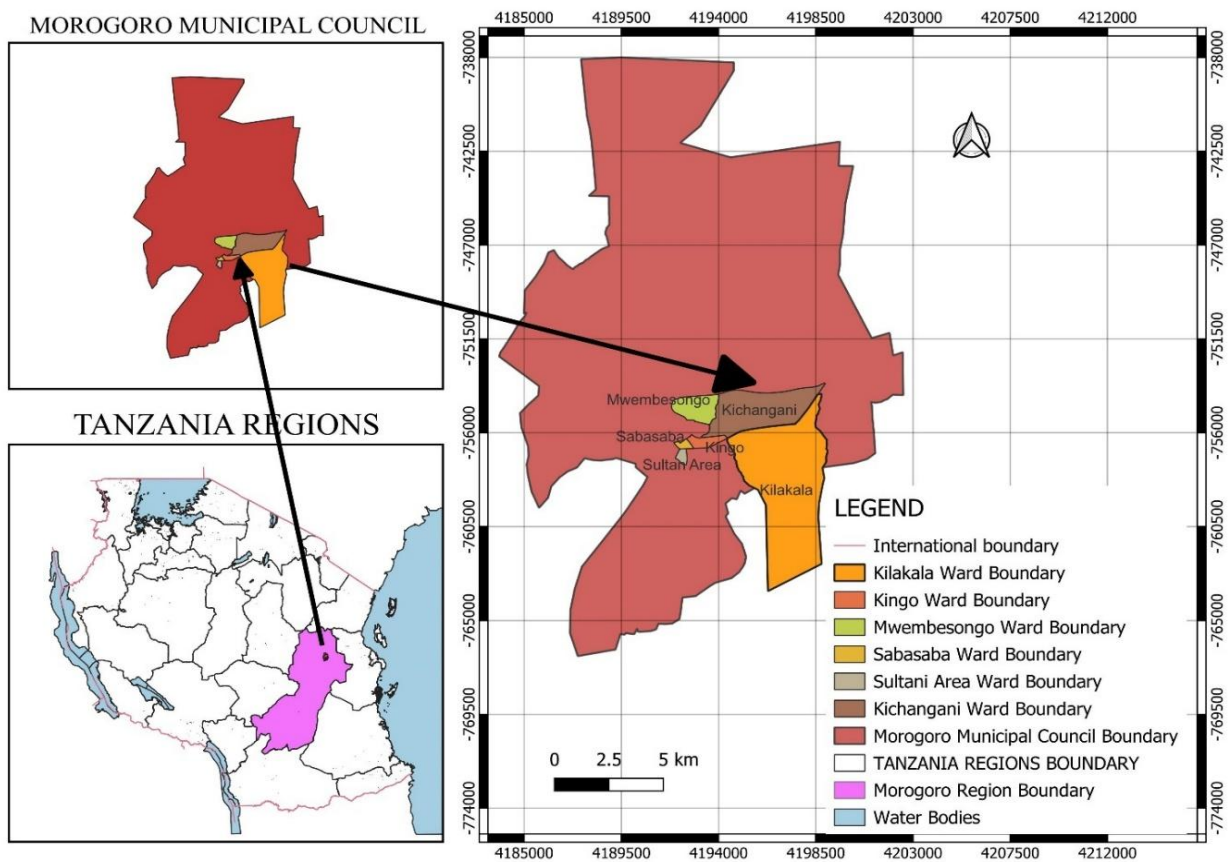 MOROGORO MUNICIPAL COUNCIL
TANZANIA REGIONS
4185000 4189500 4194000 4198500 4203000 4207500 4212000
-738000
-742500
-747000
-751500
-756000
-760500
-765000
-769500
-774000
Mwembesongo
Kichangani
Sabasaba
Kingo
Sultan Area
Kilakala
0 2.5 5 km
LEGEND
International boundary
Kilakala Ward Boundary
Kingo Ward Boundary
Mwembesongo Ward Boundary
Sabasaba Ward Boundary
Sultani Area Ward Boundary
Kichangani Ward Boundary
Morogoro Municipal Council Boundary
TANZANIA REGIONS BOUNDARY
Morogoro Region Boundary
Water Bodies
-738000
-742500
-747000
-751500
-756000
-760500
-765000
-769500
-774000
4185000 4189500 4194000 4198500 4203000 4207500 4212000